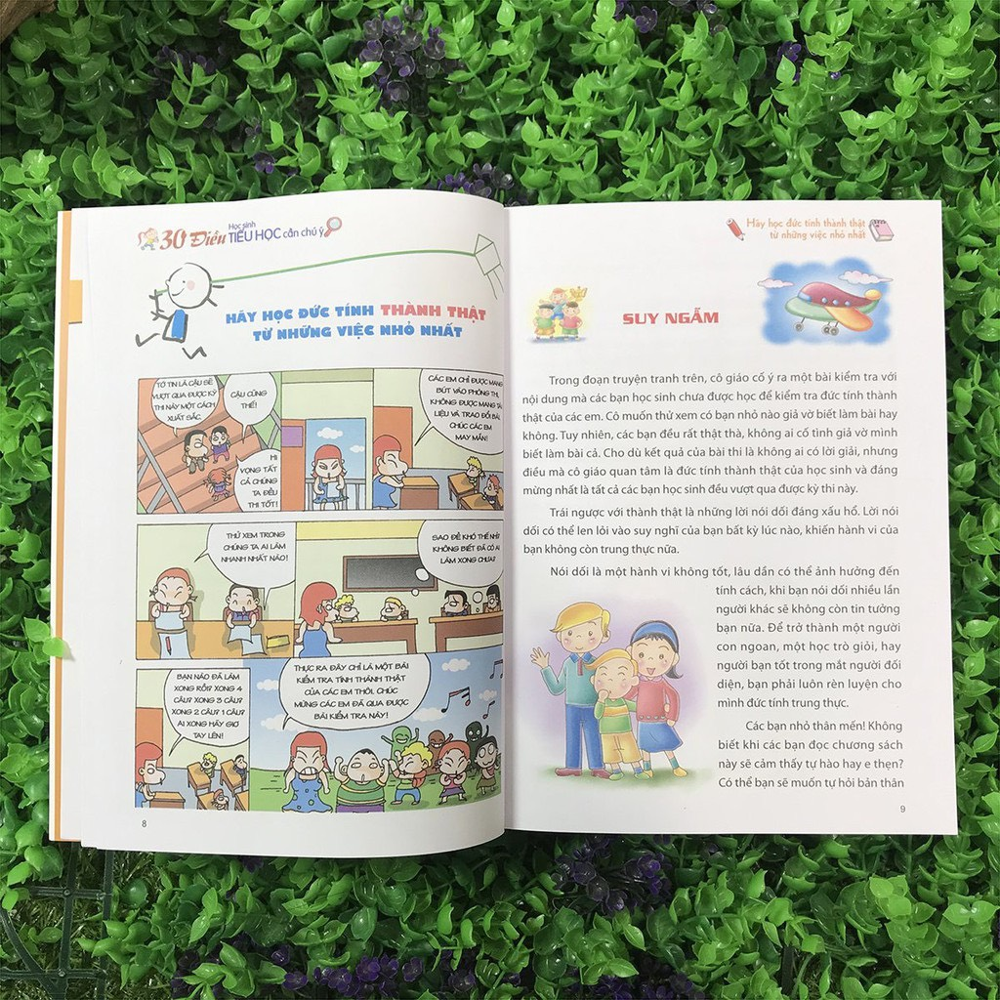 30 Điều
Học sinh
TIỂU HỌC cần chú ý
HÃY HỌC ĐỨC TÍNH THÀNH THẬT
TỪ NHỮNG VIỆC NHỎ NHẤT
TỚ TIN LÀ CẬU SẼ
VƯỢT QUA ĐƯỢC KỲ
THI NÀY MỘT CÁCH
XUẤT SẮC.
CẬU CŨNG
THẾ!
HI
VỌNG TẤT
CẢ CHÚNG
TA ĐỀU
THI TỐT!
CÁC EM CHỈ ĐƯỢC MANG
BÚT VÀO PHÒNG THI,
KHÔNG ĐƯỢC MANG TÀI
LIỆU VÀ TRAO ĐỔI BÀI.
CHÚC CÁC EM
MAY MẮN!
THỬ XEM TRONG
CHÚNG TA AI LÀM
NHANH NHẤT NÀO!
SAO ĐỀ KHÓ THẾ NHỈ?
KHÔNG BIẾT ĐÃ CÓ AI
LÀM XONG CHƯA?
BẠN NÀO ĐÃ LÀM
XONG RỒI? XONG 4
CÂU? XONG 3 CÂU?
XONG 2 CÂU? 1 CÂU?
AI XONG HÃY GIƠ
TAY LÊN!
THỰC RA ĐÂY CHỈ LÀ MỘT BÀI
KIỂM TRA TÍNH THÀNH THẬT
CỦA CÁC EM THÔI. CHÚC
MỪNG CÁC EM ĐÃ QUA ĐƯỢC
BÀI KIỂM TRA NÀY!
8
Hãy học đức tính thành thật
từ những việc nhỏ nhất
SUY NGẪM
Trong đoạn truyện tranh trên, cô giáo cố ý ra một bài kiểm tra với
nội dung mà các bạn học sinh chưa được học để kiểm tra đức tính thành
thật của các em. Cô muốn thử xem có bạn nhỏ nào giả vờ biết làm bài hay
không. Tuy nhiên, các bạn đều rất thật thà, không ai cố tình giả vờ mình
biết làm bài cả. Cho dù kết quả của bài thi là không ai có lời giải, nhưng
điều mà cô giáo quan tâm là đức tính thành thật của học sinh và đáng
mừng nhất là tất cả các bạn học sinh đều vượt qua được kỳ thi này.
Trái ngược với thành thật là những lời nói dối đáng xấu hổ. Lời nói
dối có thể len lỏi vào suy nghĩ của bạn bất kỳ lúc nào, khiến hành vi của
bạn không còn trung thực nữa.
Nói dối là một hành vi không tốt, lâu dần có thể ảnh hưởng đến
tính cách, khi bạn nói dối nhiều lần
người khác sẽ không còn tin tưởng
bạn nữa. Để trở thành một người
con ngoan, một học trò giỏi, hay
người bạn tốt trong mắt người đối
diện, bạn phải luôn rèn luyện cho
mình đức tính trung thực.
Các bạn nhỏ thân mến! Không
biết khi các bạn đọc chương sách
này sẽ cảm thấy tự hào hay e thẹn?
Có thể bạn sẽ muốn tự hỏi bản thân
9